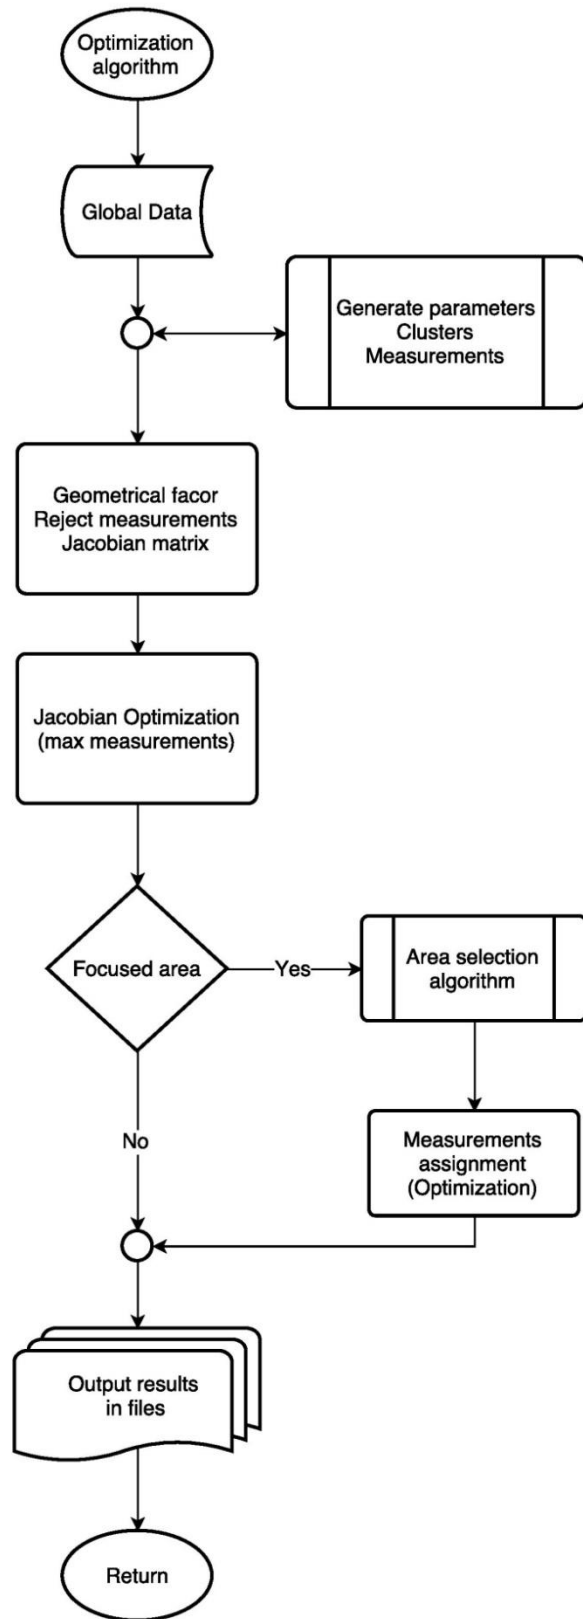 Optimization
algorithm
Global Data
Generate parameters
Clusters
Measurements
Geometrical facor
Reject measurements
Jacobian matrix
Jacobian Optimization
(max measurements)
Focused area
Yes
Area selection
algorithm
No
Measurements
assignment
(Optimization)
Output results
in files
Return